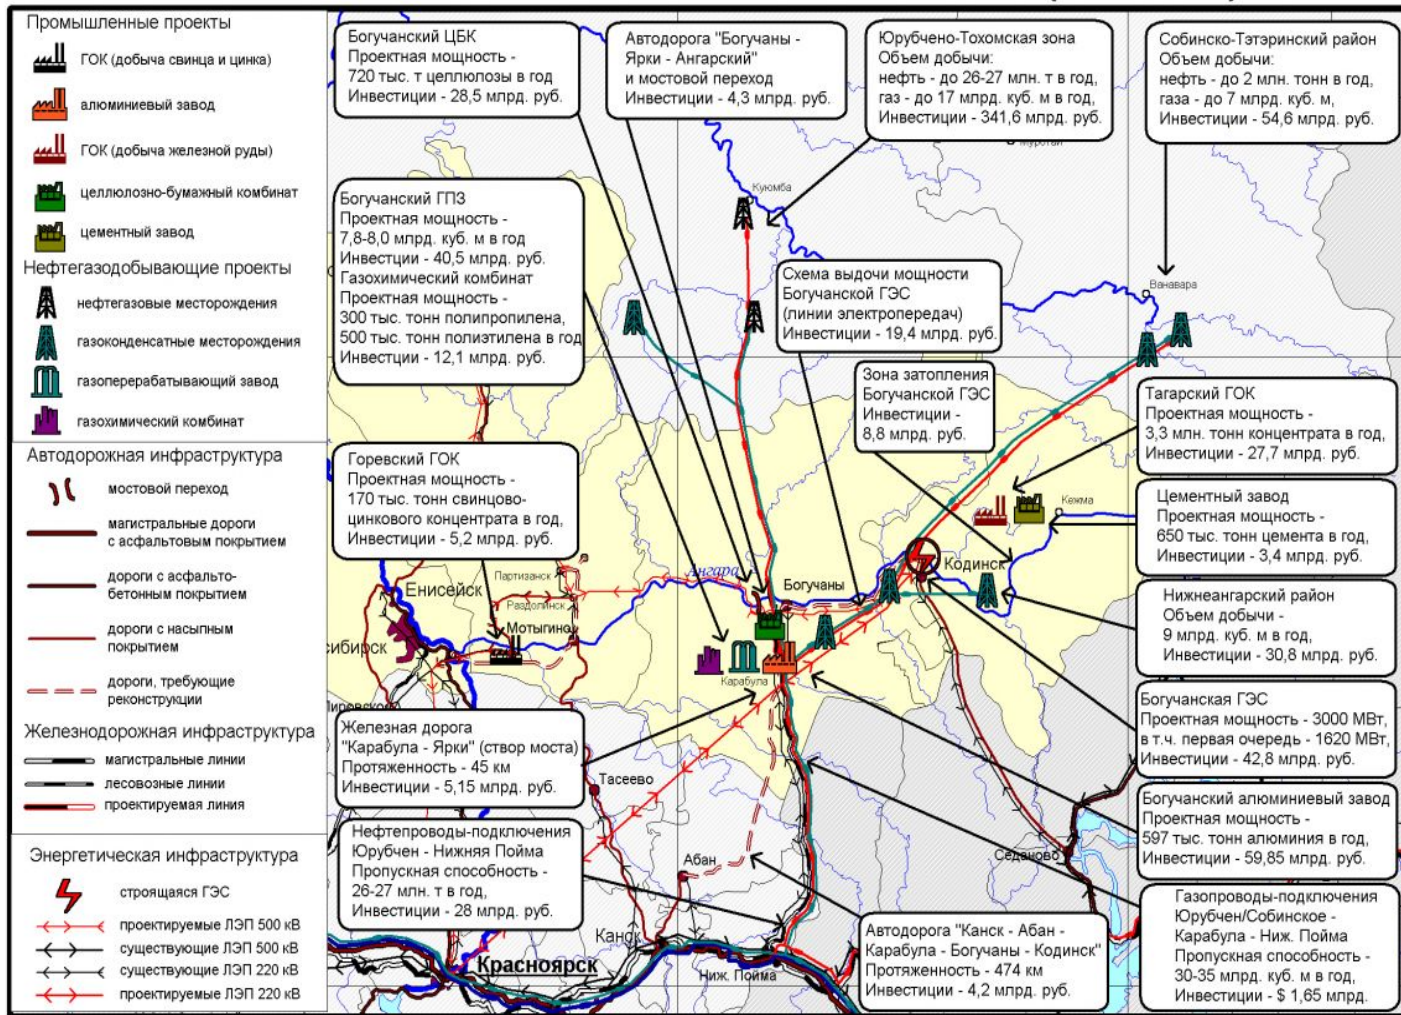 Промышленные проекты
ГОК (добыча свинца и цинка)
алюминиевый завод
ГОК (добыча железной руды)
целлюлозно-бумажный комбинат
цементный завод
Нефтегазодобывающие проекты
нефтегазовые месторождения
газоконденсатные месторождения
газоперерабатывающий завод
газохимический комбинат
Автодорожная инфраструктура
мостовой переход
магистральные дороги
с асфальтовым покрытием
дороги с асфальто-
бетонным покрытием
дороги с насыпным
покрытием
дороги, требующие
реконструкции
Железнодорожная инфраструктура
магистральные линии
лесовозные линии
проектируемая линия
Энергетическая инфраструктура
строящаяся ГЭС
проектируемые ЛЭП 500 кВ
существующие ЛЭП 500 кВ
существующие ЛЭП 220 кВ
проектируемые ЛЭП 220 кВ
Богучанский ЦБК
Проектная мощность -
720 тыс. т целлюлозы в год
Инвестиции - 28,5 млрд. руб.
Автодорога "Богучаны -
Ярки - Ангарский"
и мостовой переход
Инвестиции - 4,3 млрд. руб.
Юрубчено-Тохомская зона
Объем добычи:
нефть - до 26-27 млн. т в год,
газ - до 17 млрд. куб. м в год,
Инвестиции - 341,6 млрд. руб.
Собинско-Тэтэринский район
Объем добычи:
нефть - до 2 млн. тонн в год,
газа - до 7 млрд. куб. м,
Инвестиции - 54,6 млрд. руб.
Богучанский ГПЗ
Проектная мощность -
7,8-8,0 млрд. куб. м в год
Инвестиции - 40,5 млрд. руб.
Газохимический комбинат
Проектная мощность -
300 тыс. тонн полипропилена,
500 тыс. тонн полиэтилена в год
Инвестции - 12,1 млрд. руб.
Куюмба
Схема выдочи мощности
Богучанской ГЭС
(линии электропередач)
Инвестиции - 19,4 млрд. руб.
Ванавара
Зона затопления
Богучанской ГЭС
Инвестиции -
8,8 млрд. руб.
Тагарский ГОК
Проектная мощность -
3,3 млн. тонн концентрата в год,
Инвестиции - 27,7 млрд. руб.
Горевский ГОК
Проектная мощность -
170 тыс. тонн свинцово-
цинкового концентрата в год,
Инвестиции - 5,2 млрд. руб.
Кежма
Цементный завод
Проектная мощность -
650 тыс. тонн цемента в год,
Инвестиции - 3,4 млрд. руб.
Ангара
Богучаны
Кодинск
Партизанск
Енисейск
Раздолинск
Мотыгино
сибирск
Карабула
Нижнеангарский район
Объем добычи -
9 млрд. куб. м в год,
Инвестиции - 30,8 млрд. руб.
Богучанская ГЭС
Проектная мощность - 3000 МВт,
в т.ч. первая очередь - 1620 МВт,
Инвестиции - 42,8 млрд. руб.
Железная дорога
"Карабула - Ярки" (створ моста)
Протяженность - 45 км
Инвестиции - 5,15 млрд. руб.
Тасеево
Богучанский алюминиевый завод
Проектная мощность -
597 тыс. тонн алюминия в год,
Инвестиции - 59,85 млрд. руб.
Нефтепроводы-подключения
Юрубчен - Нижняя Пойма
Пропускная способность -
26-27 млн. т в год,
Инвестиции - 28 млрд. руб.
Абан
Седаново
Газопроводы-подключения
Юрубчен/Собинское -
Карабула - Ниж. Пойма
Пропускная способность -
30-35 млрд. куб. м в год,
Инвестиции - $ 1,65 млрд.
Автодорога "Канск - Абан -
Карабула - Богучаны - Кодинск"
Протяженность - 474 км
Инвестиции - 4,2 млрд. руб.
Канск
Красноярск
Ниж. Пойма